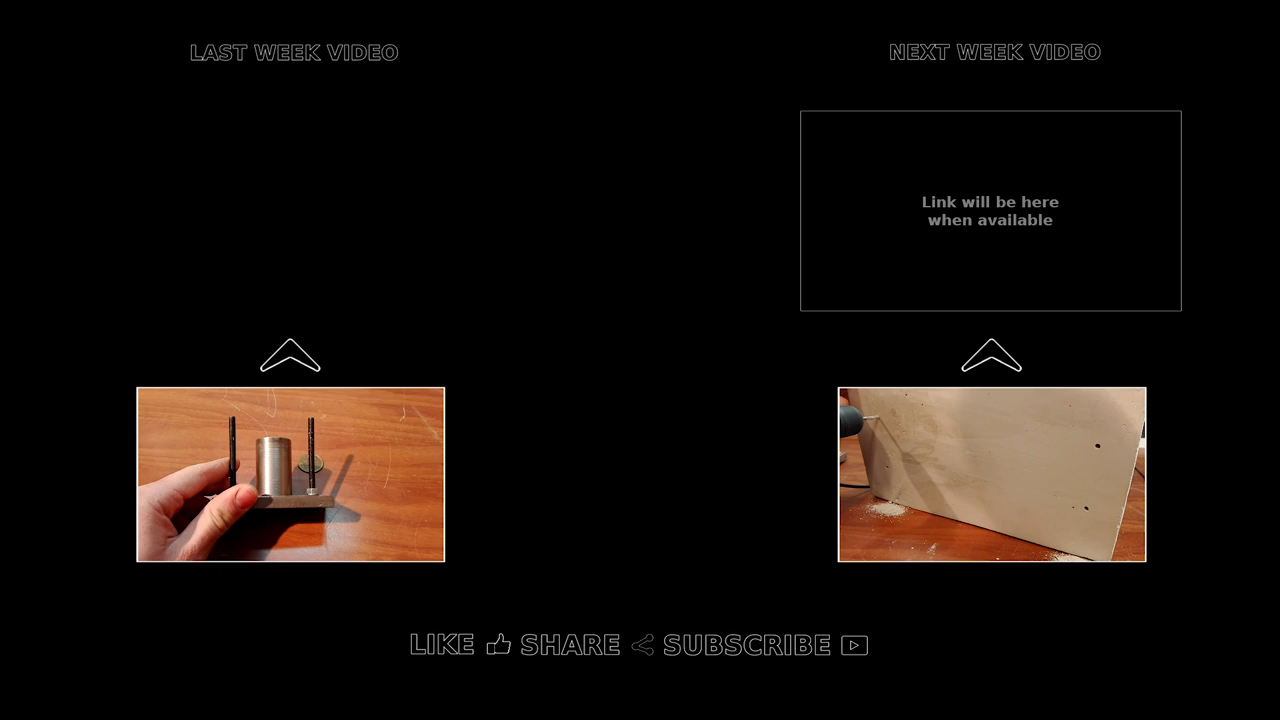 LAST WEEK VIDEO
NEXT WEEK VIDEO
Link will be here
when available
LIKE SHARE SUBSCRIBE